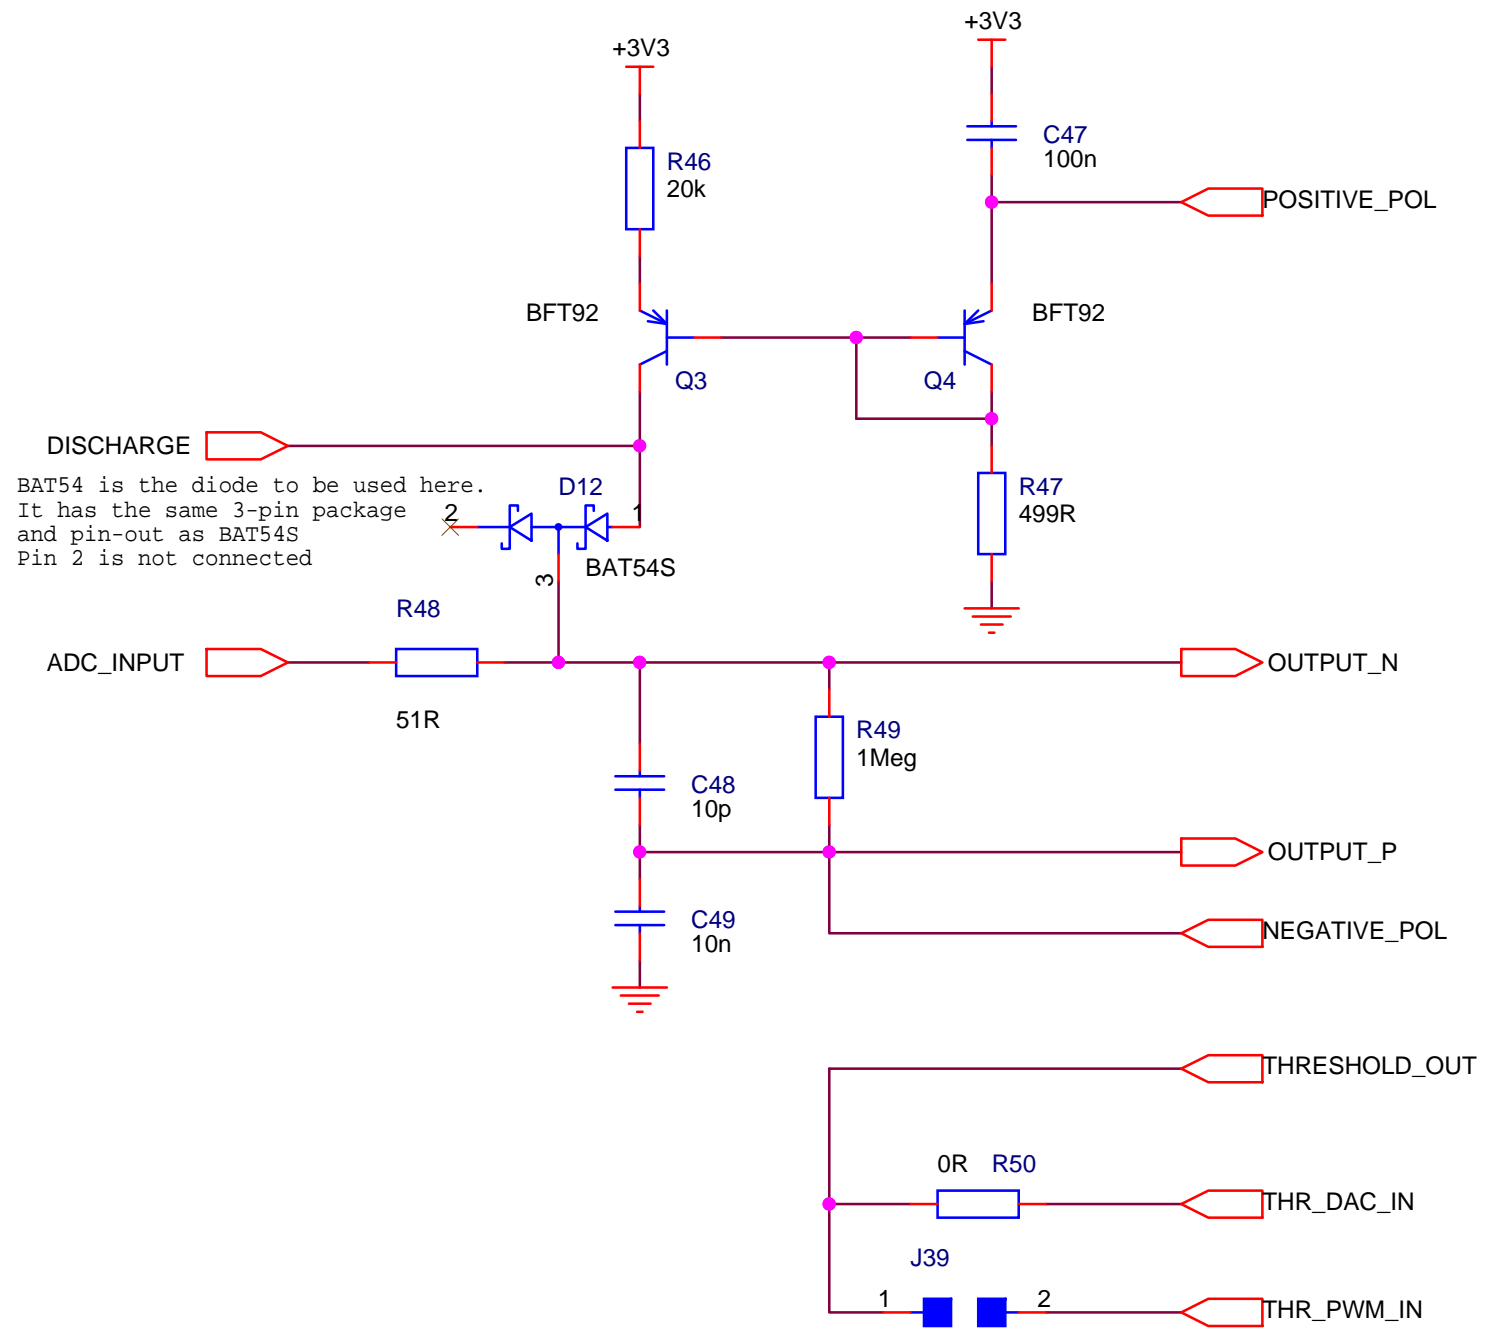 +3V3
+3V3
C47
100n
R46
20k
POSITIVE_POL
BFT92
BFT92
Q3
Q4
DISCHARGE
BAT54 is the diode to be used here.
It has the same 3-pin package
and pin-out as BAT54S
Pin 2 is not connected
D12
2
1
3
BAT54S
R47
499R
R48
ADC_INPUT
51R
OUTPUT_N
R49
1Meg
C48
10p
OUTPUT_P
C49
10n
NEGATIVE_POL
THRESHOLD_OUT
0R R50
THR_DAC_IN
J39
1
2
THR_PWM_IN